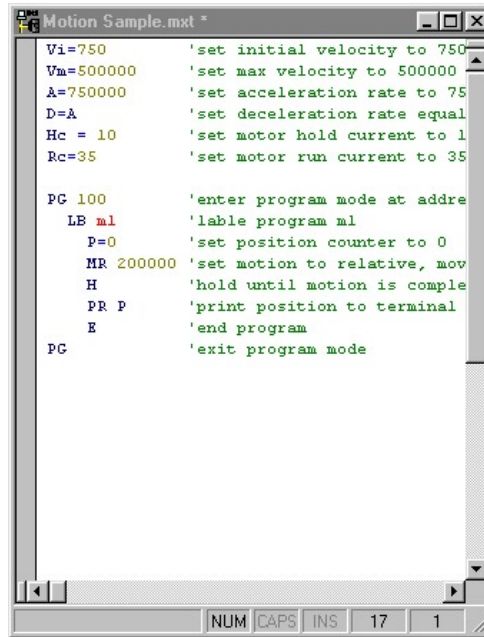 Motion Sample.mxt *
Vi=750 'set initial velocity to 750
Vm=500000 'set max velocity to 500000
A=750000 'set acceleration rate to 75
D=A 'set deceleration rate equal
Hc = 10 'set motor hold current to 1
Rc=35 'set motor run current to 35
PG 100 'enter program mode at addre
LB ml 'lable program ml
P=0 'set position counter to 0
MR 200000 'set motion to relative, mov
H 'hold until motion is comple
PR P 'print position to terminal
E 'end program
PG 'exit program mode
NUM CAPS INS 17 1